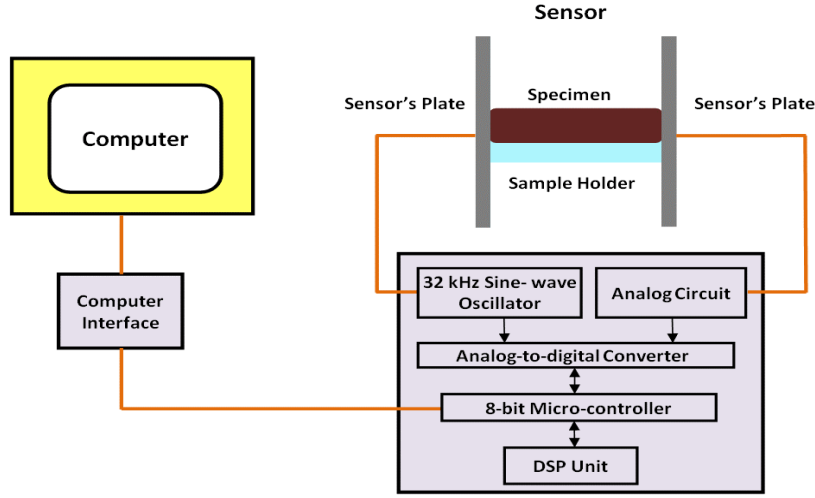 Sensor
Sensor's Plate
Specimen
Sensor's Plate
Computer
Sample Holder
Computer
Interface
32 kHz Sine- wave
Oscillator
Analog Circuit
Analog-to-digital Converter
8-bit Micro-controller
DSP Unit